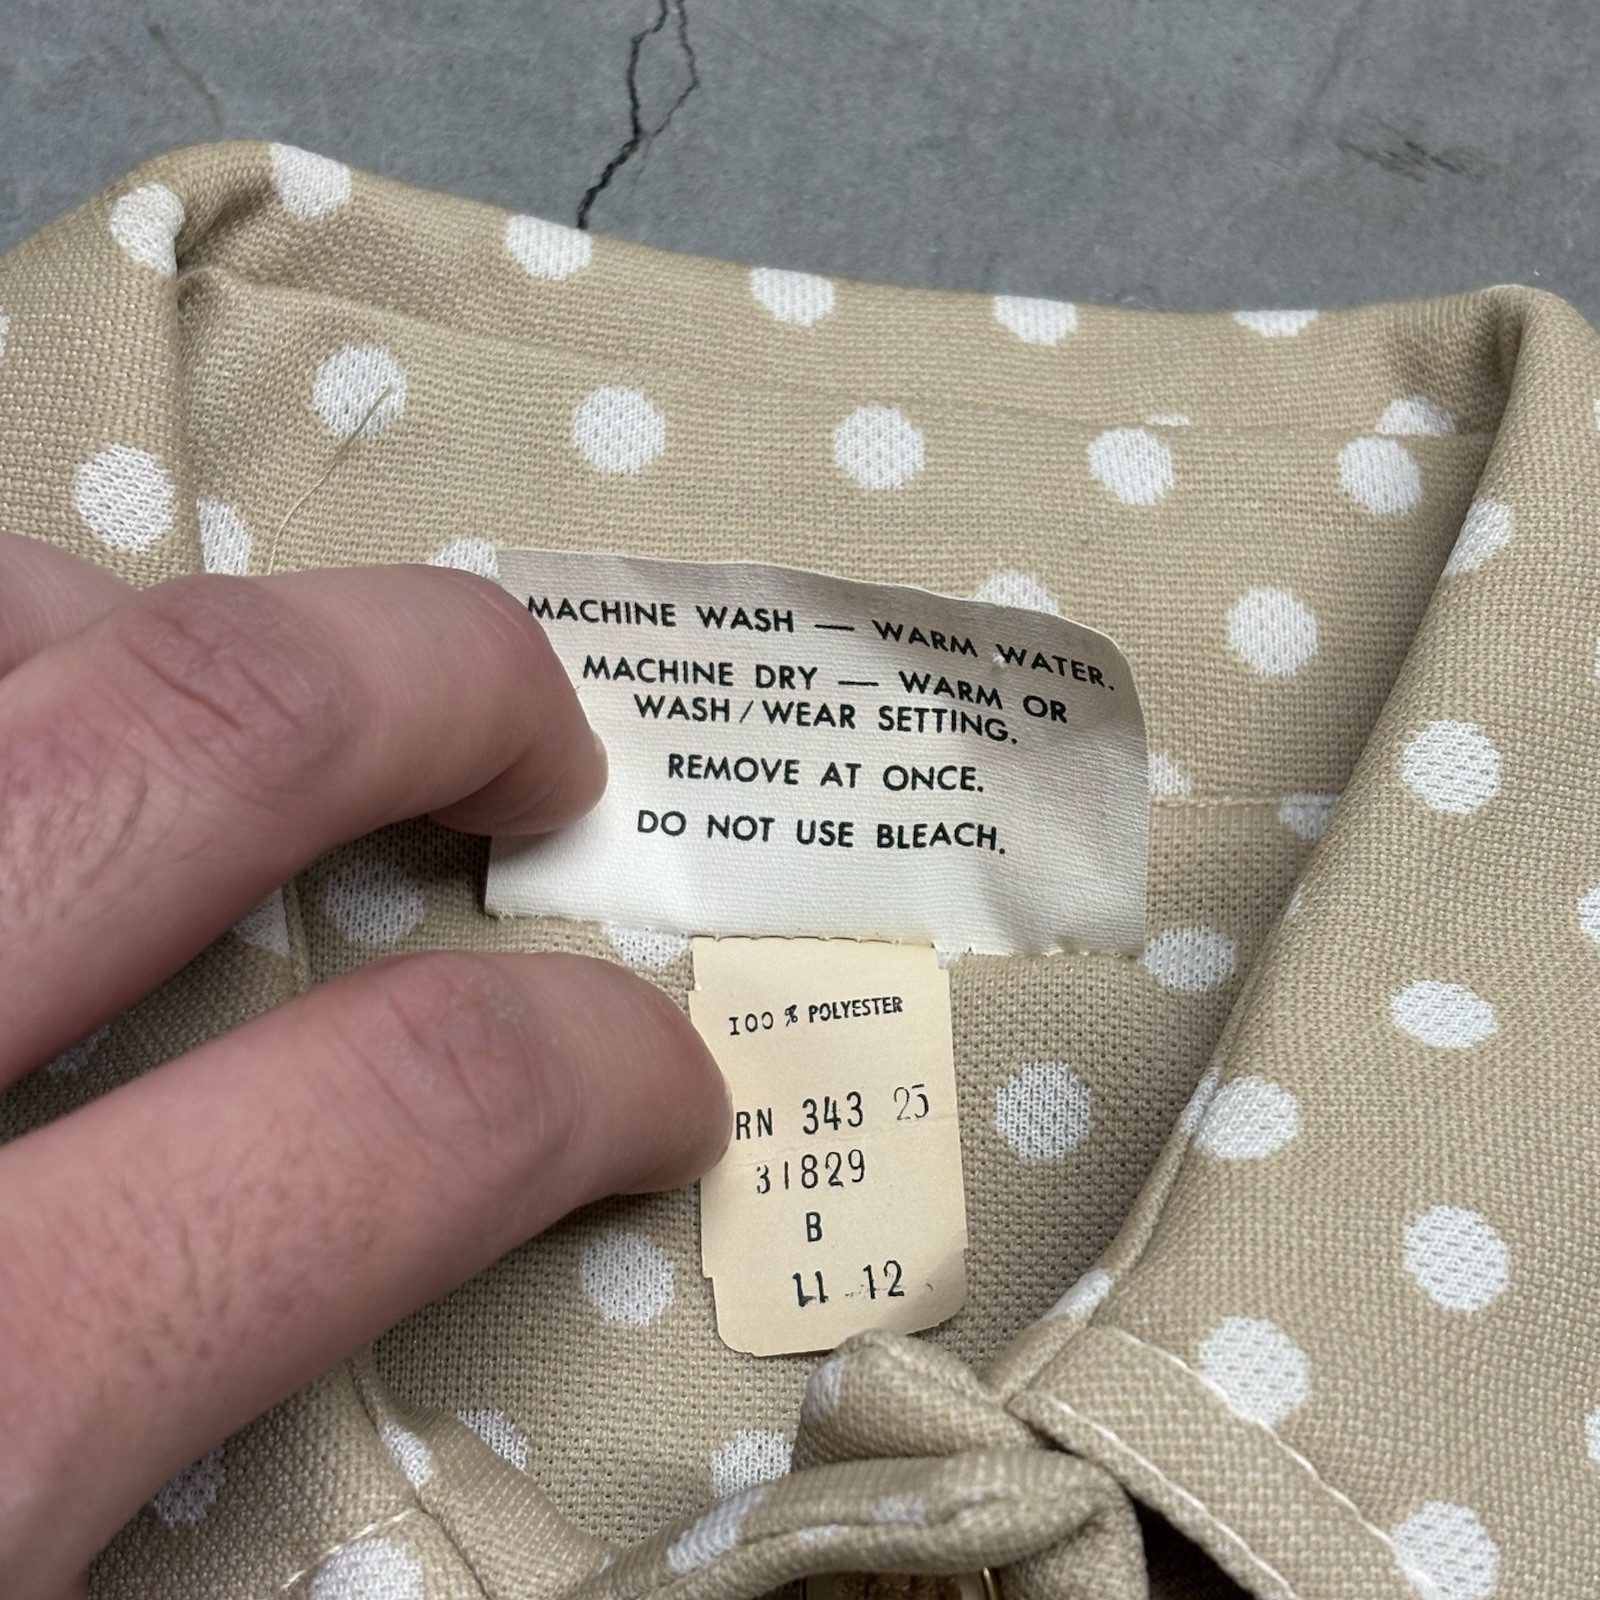 MACHINE WASH — WARM WATER.
MACHINE DRY — WARM OR
WASH/WEAR SETTING.
REMOVE AT ONCE.
DO NOT USE BLEACH.
100 % POLYESTER
RN 343 25
31829
B
11 12